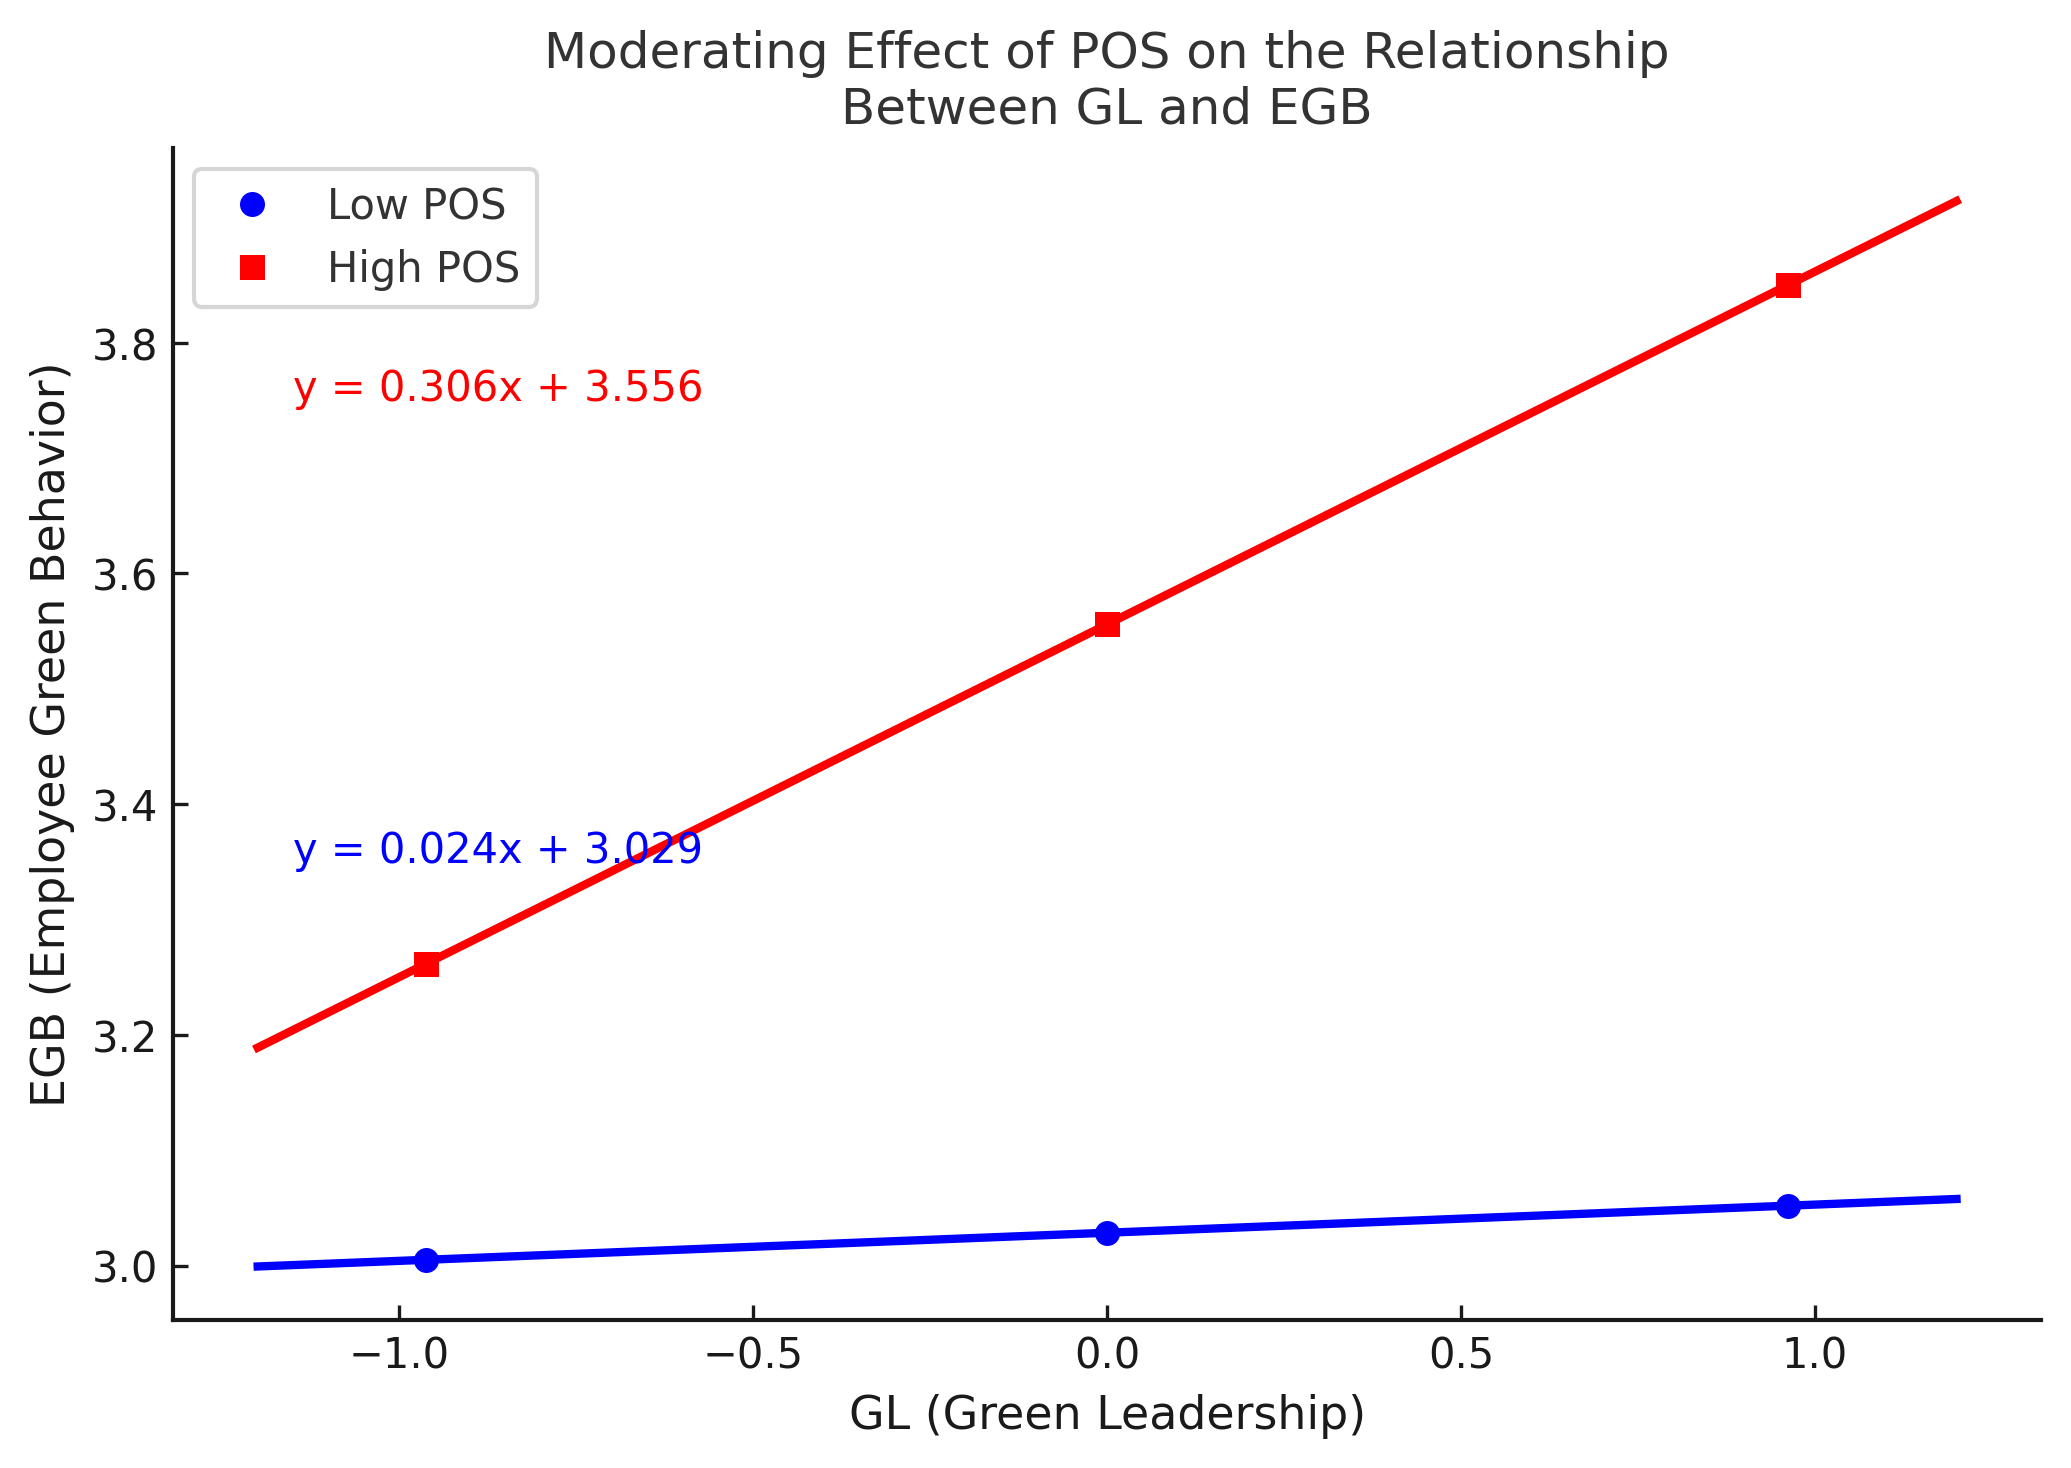 Moderating Effect of POS on the Relationship
Between GL and EGB
Low POS
High POS
y = 0.306x + 3.556
y = 0.024x + 3.029
EGB (Employee Green Behavior)
3.8
3.6
3.4
3.2
3.0
−1.0
−0.5
0.0
0.5
1.0
GL (Green Leadership)